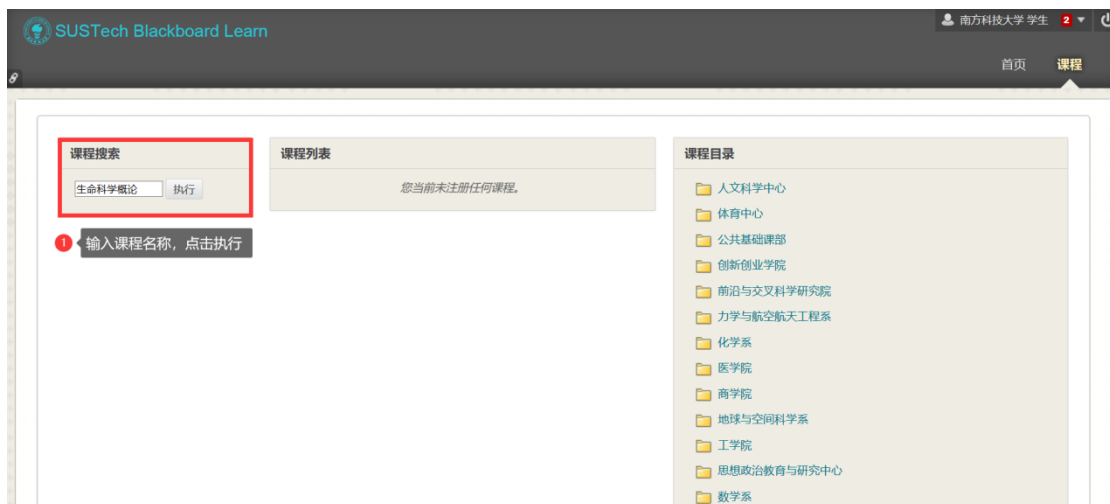 SUSTech Blackboard Learn
南方科技大学 学生 2
首页 课程
课程搜索
生命科学概论 执行
1 输入课程名称，点击执行
课程列表
您当前未注册任何课程。
课程目录
人文科学中心
体育中心
公共基础课部
创新创业学院
前沿与交叉科学研究院
力学与航空航天工程系
化学系
医学院
商学院
地球与空间科学系
工学院
思想政治教育与研究中心
数学系